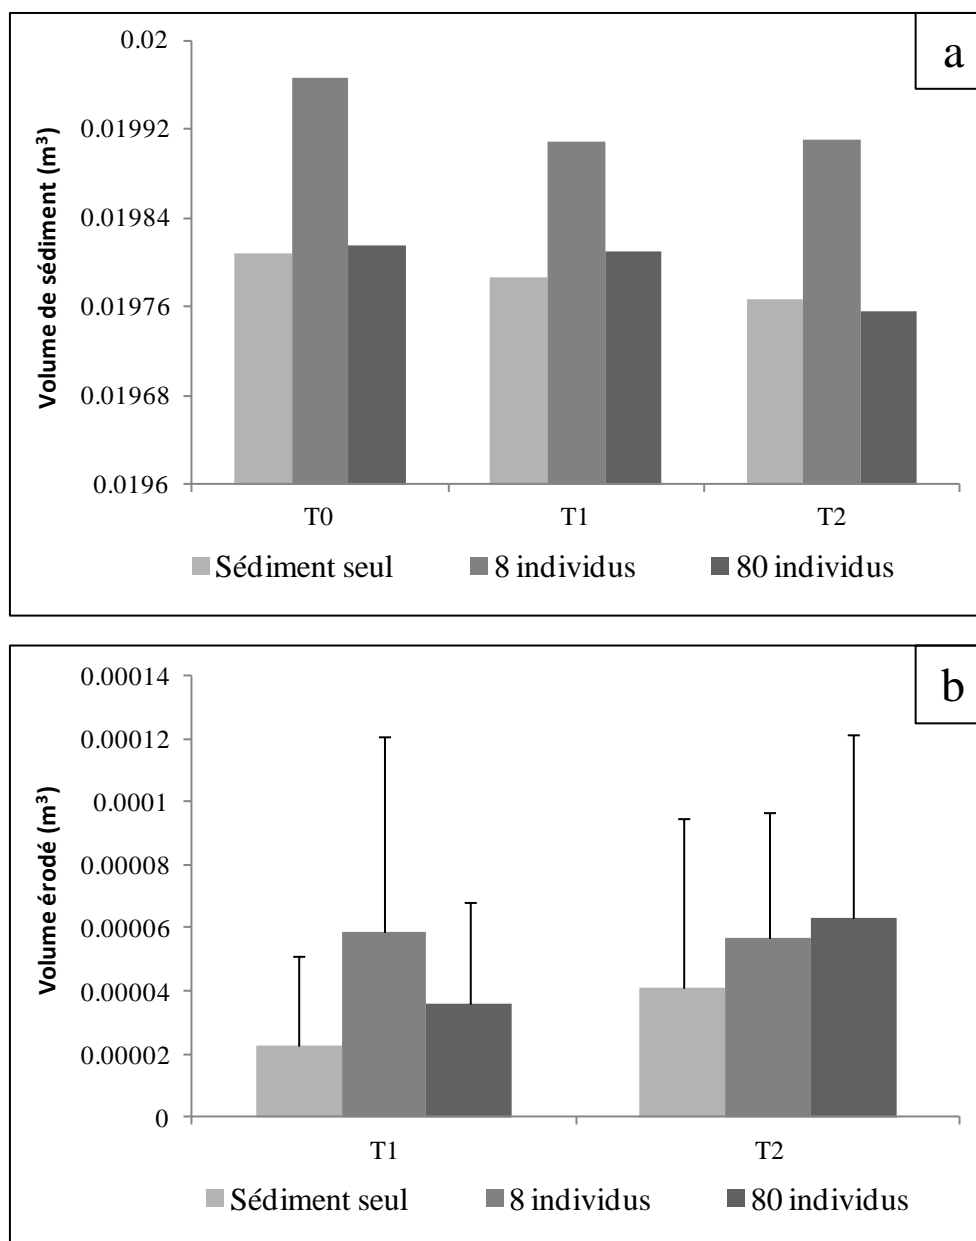 a
Volume de sédiment (m³)
0.02
0.01992
0.01984
0.01976
0.01968
0.0196
T0 T1 T2
Sédiment seul 8 individus 80 individus
b
Volume érodé (m³)
0.00014
0.00012
0.0001
0.00008
0.00006
0.00004
0.00002
0
T1 T2
Sédiment seul 8 individus 80 individus